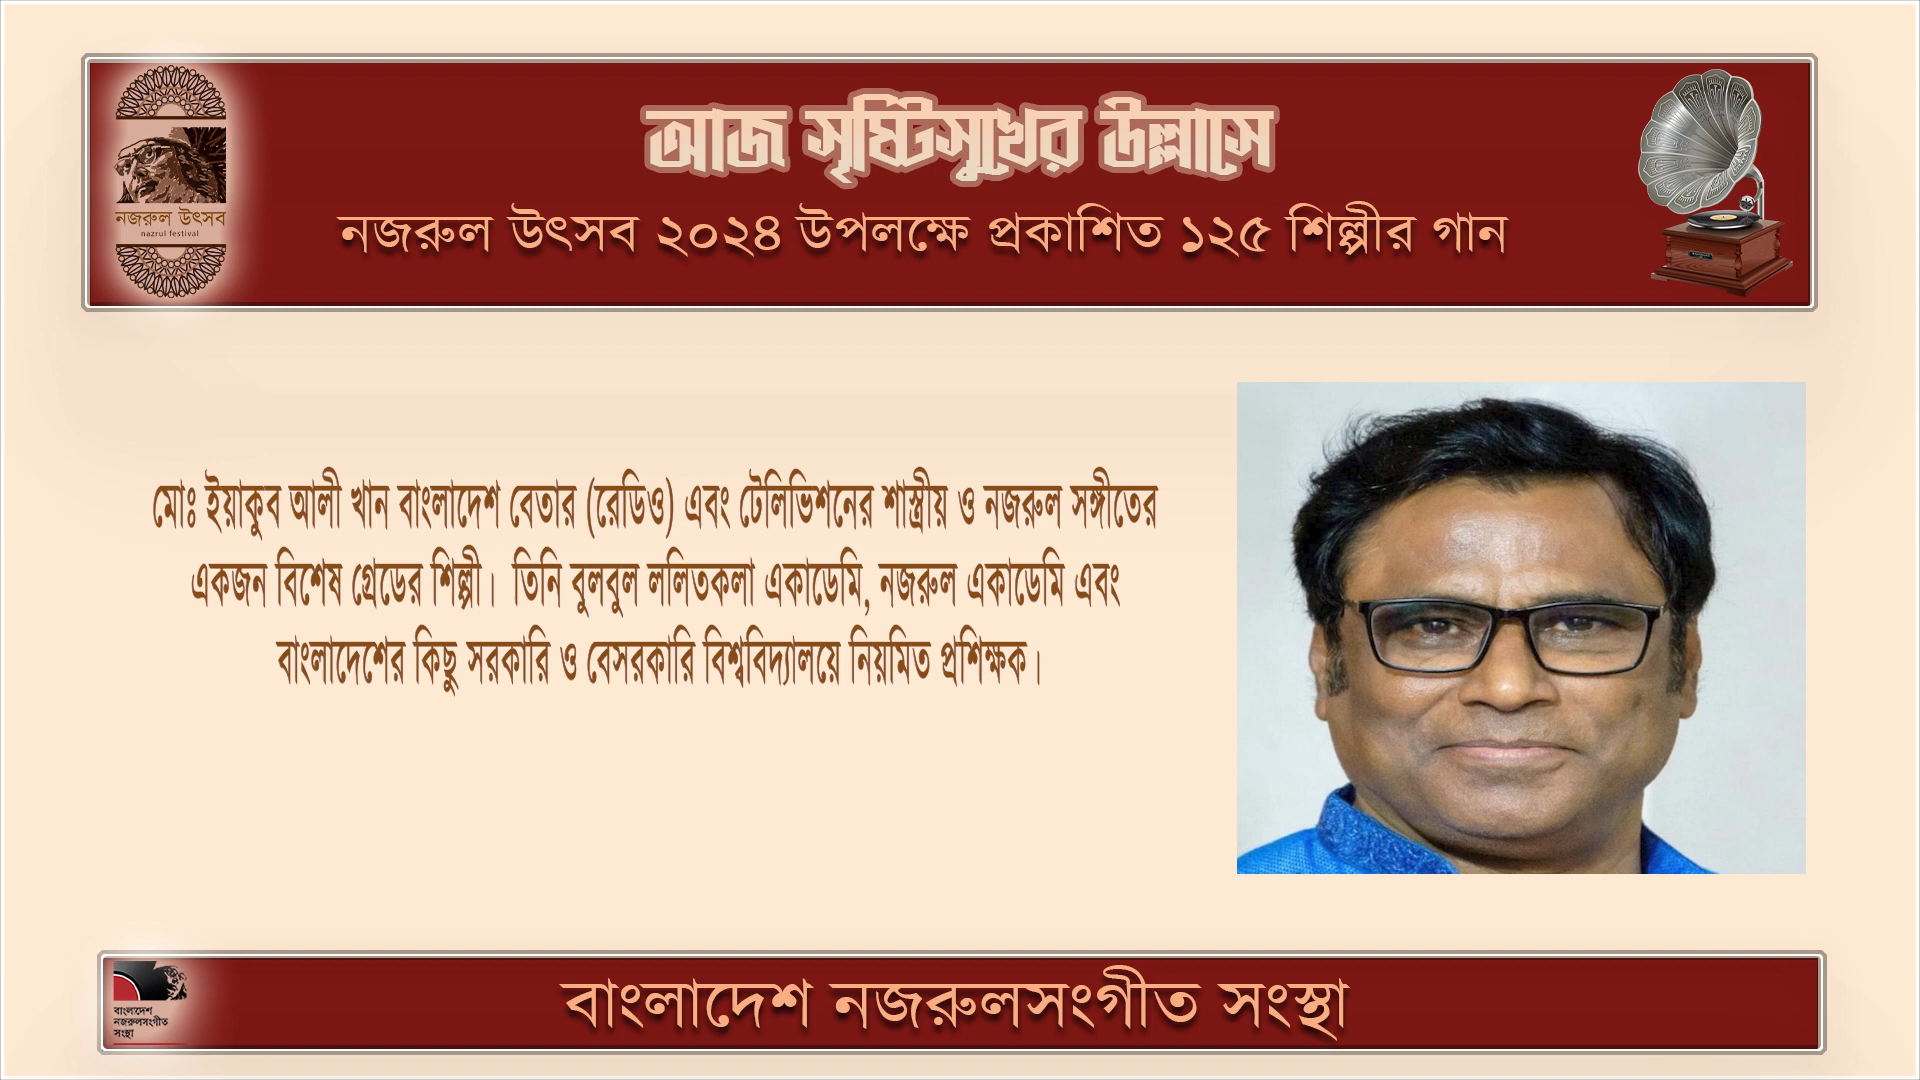 আজ সৃষ্টিসুখের উল্লাসে
নজরুল উৎসব ২০২৪ উপলক্ষে প্রকাশিত ১২৫ শিল্পীর গান
নজরুল উৎসব
nazrul festival
মোঃ ইয়াকুব আলী খান বাংলাদেশ বেতার (রেডিও) এবং টেলিভিশনের শাস্ত্রীয় ও নজরুল সঙ্গীতের
একজন বিশেষ গ্রেডের শিল্পী। তিনি বুলবুল ললিতকলা একাডেমি, নজরুল একাডেমি এবং
বাংলাদেশের কিছু সরকারি ও বেসরকারি বিশ্ববিদ্যালয়ে নিয়মিত প্রশিক্ষক।
বাংলাদেশ
নজরুলসংগীত
সংস্থা
বাংলাদেশ নজরুলসংগীত সংস্থা